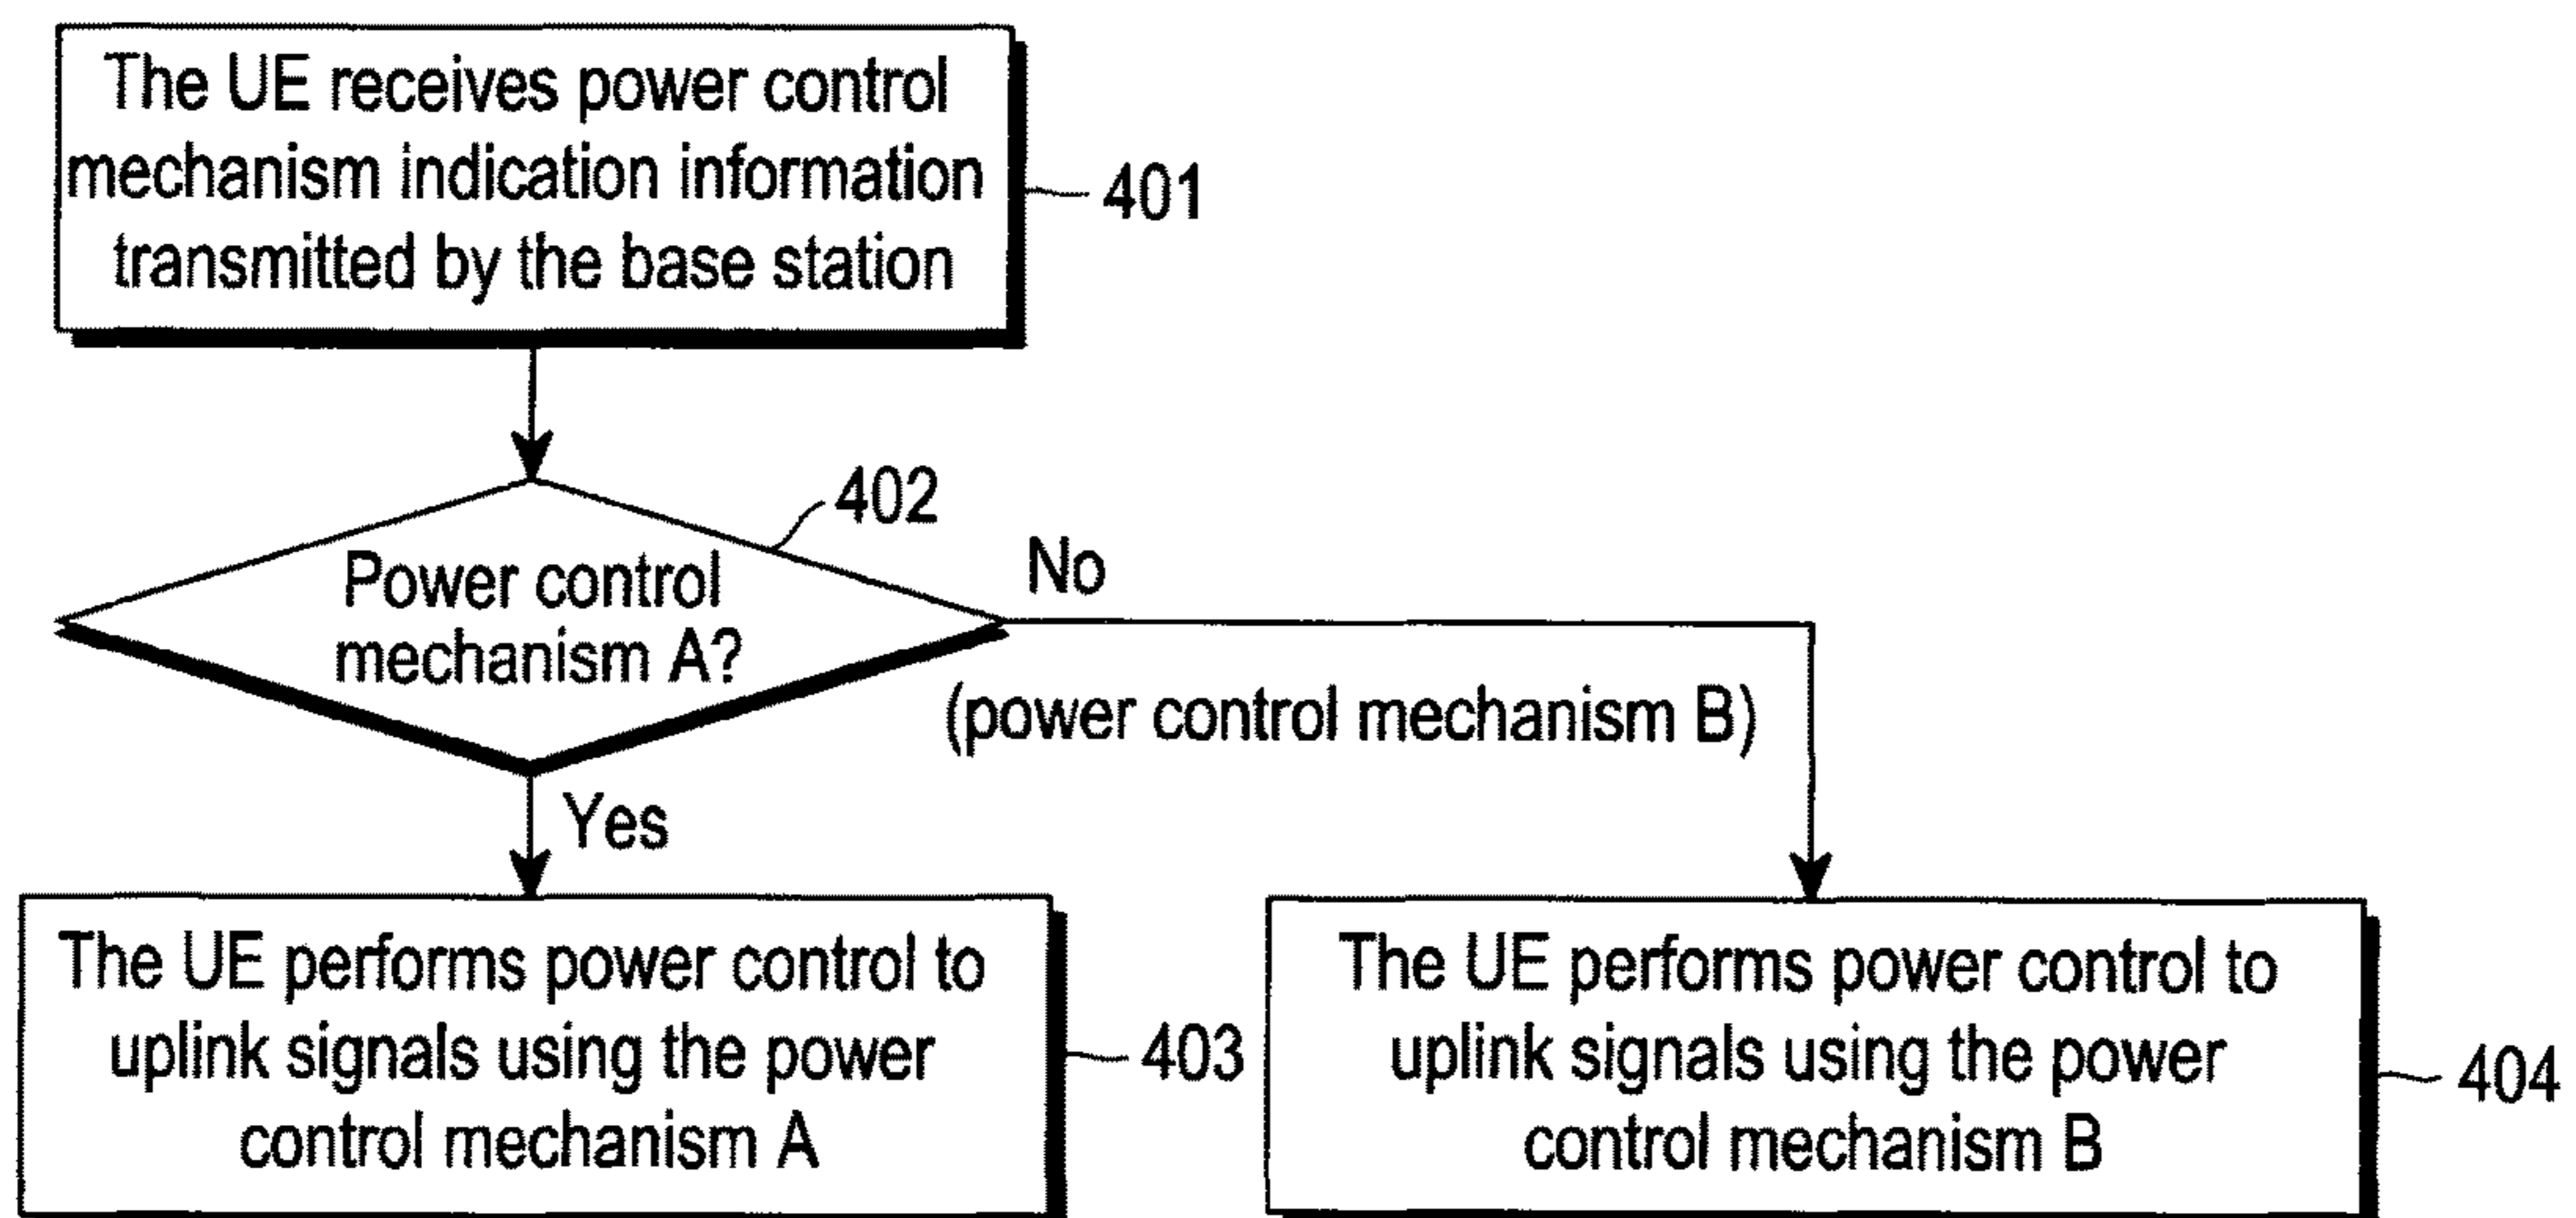 The UE receives power control
mechanism indication information
transmitted by the base station
401
402
Power control
mechanism A?
No
(power control mechanism B)
Yes
The UE performs power control to
uplink signals using the power
control mechanism A
403
The UE performs power control to
uplink signals using the power
control mechanism B
404